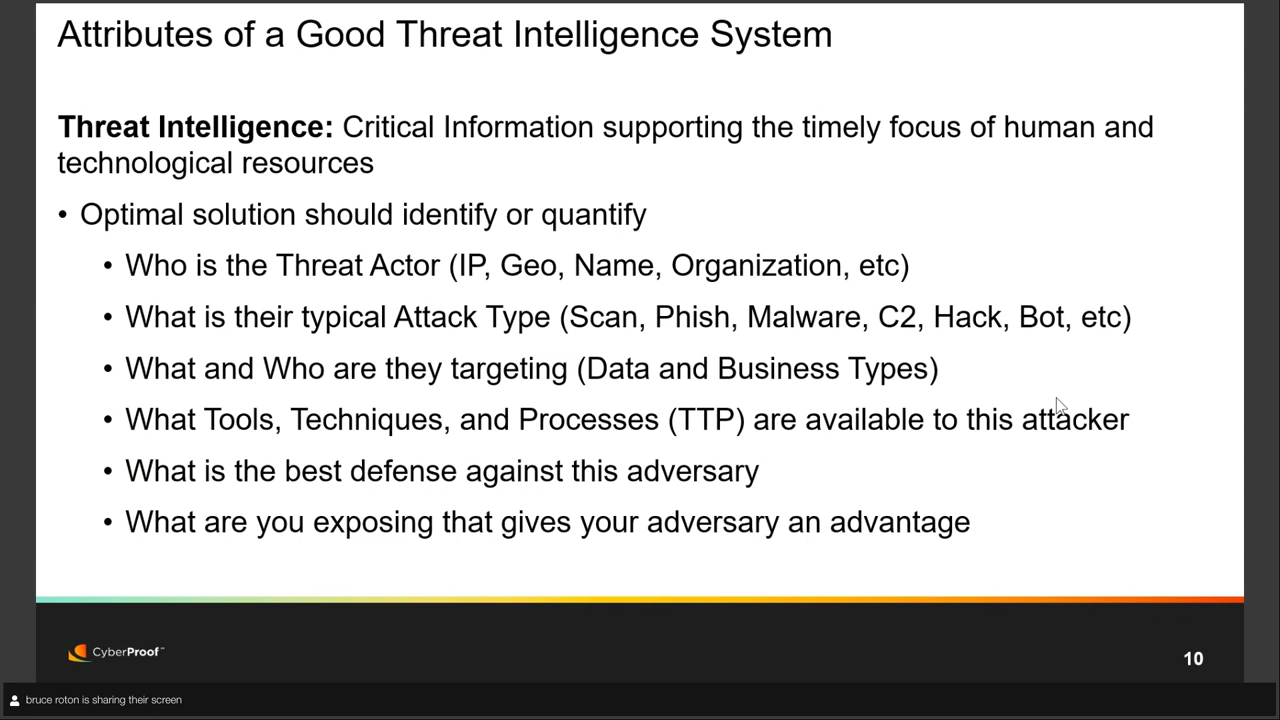 Attributes of a Good Threat Intelligence System
Threat Intelligence: Critical Information supporting the timely focus of human and
technological resources
• Optimal solution should identify or quantify
• Who is the Threat Actor (IP, Geo, Name, Organization, etc)
• What is their typical Attack Type (Scan, Phish, Malware, C2, Hack, Bot, etc)
• What and Who are they targeting (Data and Business Types)
• What Tools, Techniques, and Processes (TTP) are available to this attacker
• What is the best defense against this adversary
• What are you exposing that gives your adversary an advantage
CyberProof™
10
bruce roton is sharing their screen